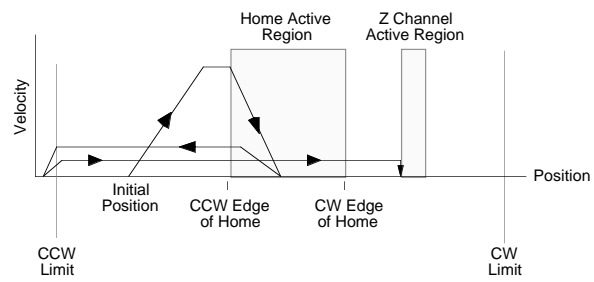 Home Active
Region
Z Channel
Active Region
Velocity
Position
Initial
Position
CCW Edge
of Home
CW Edge
of Home
CCW
Limit
CW
Limit